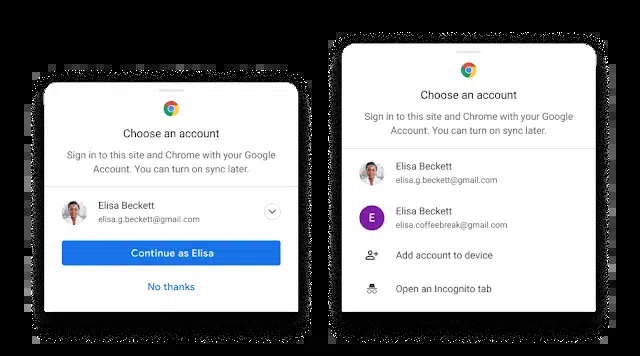 Choose an account
Sign in to this site and Chrome with your Google
Account. You can turn on sync later.
Elisa Beckett
elisa.g.beckett@gmail.com
Continue as Elisa
No thanks
Choose an account
Sign in to this site and Chrome with your Google
Account. You can turn on sync later.
Elisa Beckett
elisa.g.beckett@gmail.com
E
Elisa Beckett
elisa.coffeebreak@gmail.com
Add account to device
Open an Incognito tab